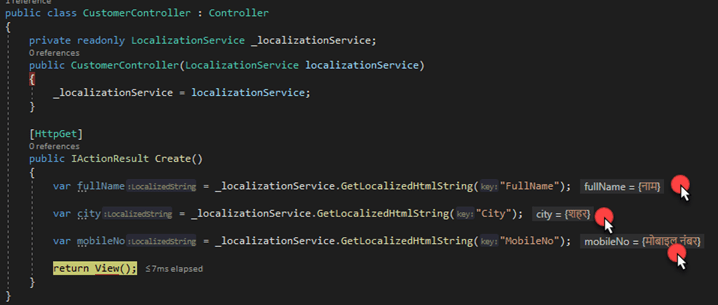 1 reference
public class CustomerController : Controller
{
private readonly LocalizationService _localizationService;
0 references
public CustomerController(LocalizationService localizationService)
{
_localizationService = localizationService;
}
[HttpGet]
0 references
public IActionResult Create()
{
var fullName :LocalizedString = _localizationService.GetLocalizedHtmlString( key: "FullName"); fullName = {नाम}
var city :LocalizedString = _localizationService.GetLocalizedHtmlString( key: "City"); city = {शहर}
var mobileNo :LocalizedString = _localizationService.GetLocalizedHtmlString( key: "MobileNo"); mobileNo = {मोबाइल नंबर}
return View(); ≤7ms elapsed
}
}